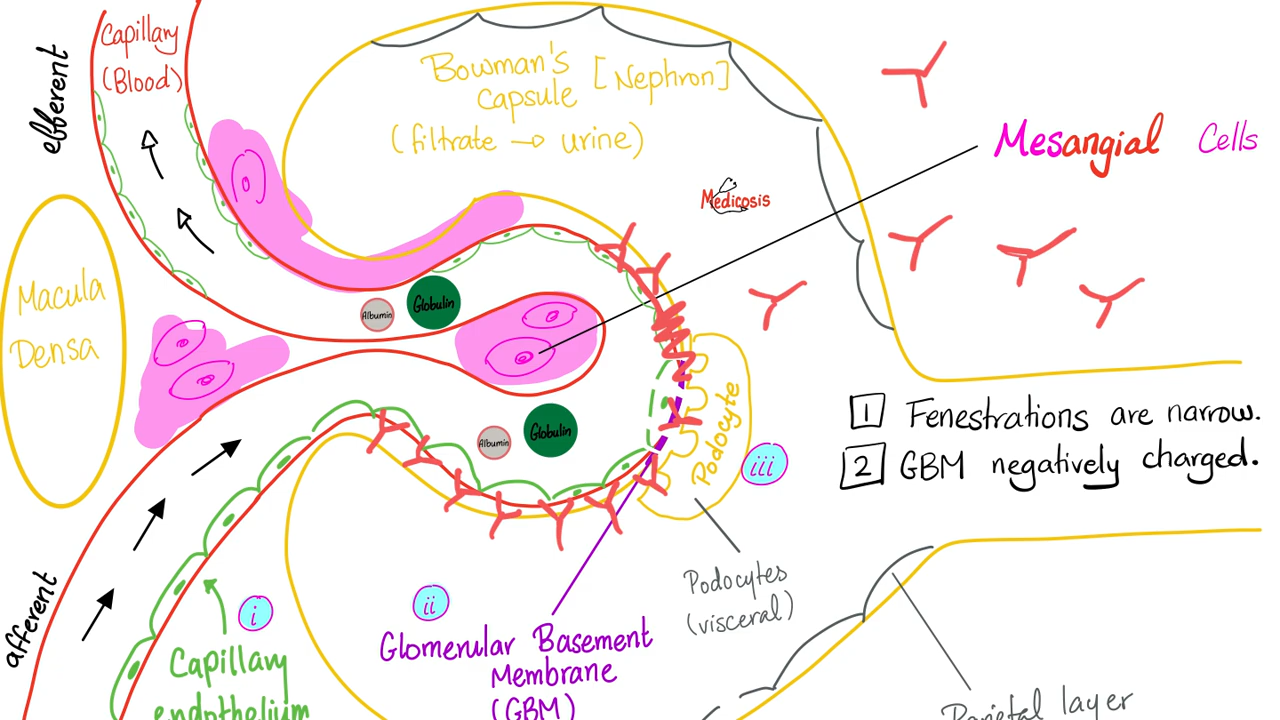 efferent
Capillary
(Blood)
Bowman's
capsule
[Nephron]
(filtrate → urine)
Medicosis
Mesangial Cells
Macula
Densa
Albumin
Globulin
Albumin
Globulin
Podocyte
iii
1 Fenestrations are narrow.
2 GBM negatively charged.
afferent
i
Capillary
endothelium
ii
Glomerular Basement
Membrane
(GBM)
Podocytes
(visceral)
Parietal layer